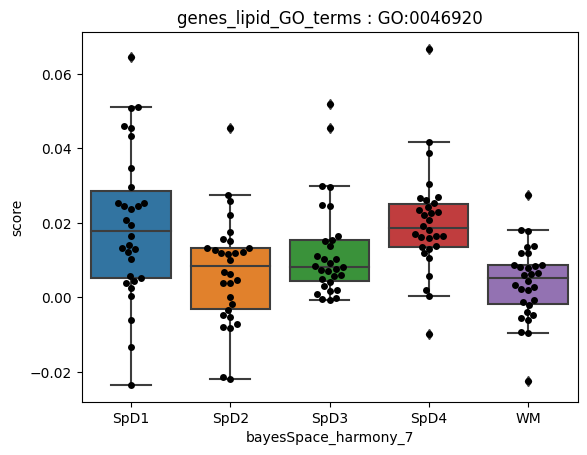 genes_lipid_GO_terms : GO:0046920
score
0.06
0.04
0.02
0.00
−0.02
SpD1 SpD2 SpD3 SpD4 WM
bayesSpace_harmony_7